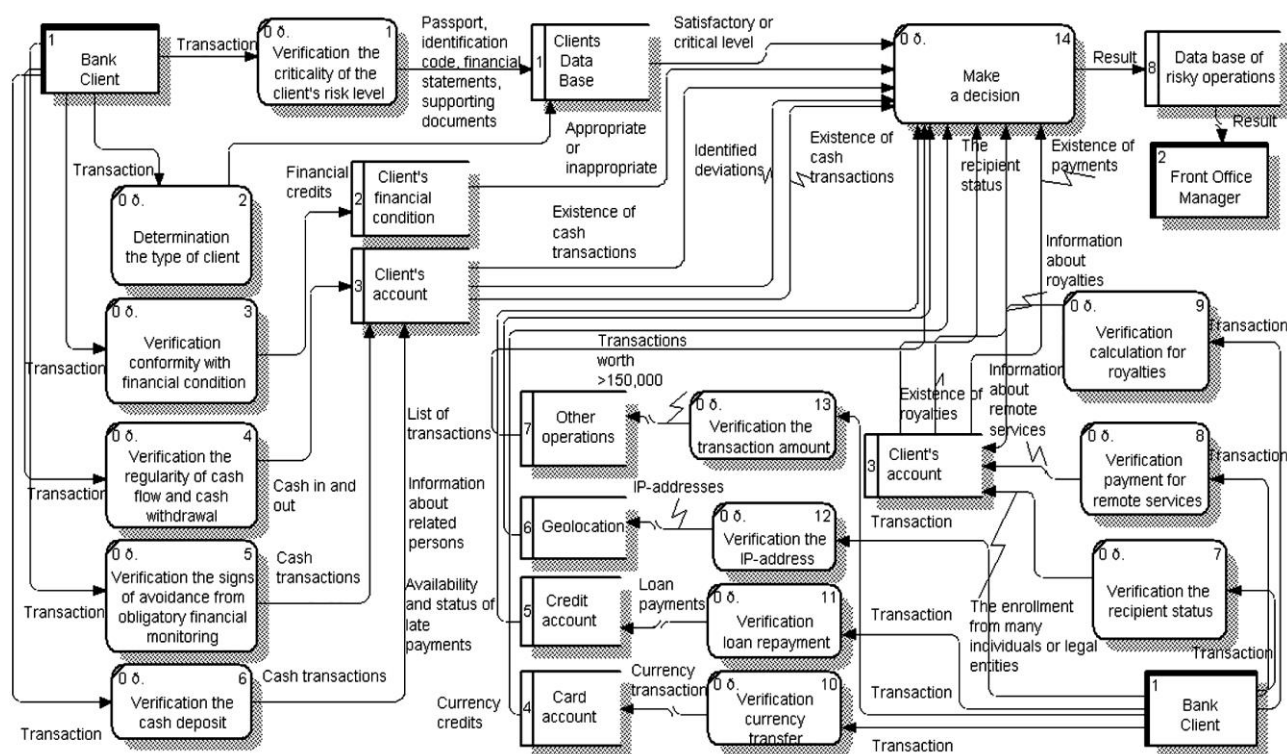 1
Bank
Client
Transaction
0 ð.
1
Verification the
criticality of the
client's risk level
Passport,
identification
code, financial
statements,
supporting
documents
1
Clients
Data
Base
Satisfactory or
critical level
0 ð.
14
Make
a decision
Result
8
Data base of
risky operations
Result
2
Front Office
Manager
Transaction
0 ð.
2
Determination
the type of client
Financial
credits
2
Client's
financial
condition
Appropriate
or
inappropriate
Identified
deviations
Existence of
cash
transactions
The
recipient
status
Existence of
payments
Existence of
cash
transactions
3
Client's
account
Transaction
0 ð.
3
Verification
conformity with
financial condition
Information
about
royalties
0 ð.
9
Verification
calculation for
royalties
Transaction
Transactions
worth
>150,000
Existence of
royalties
Information
about
remote
services
Transaction
0 ð.
4
Verification the
regularity of cash
flow and cash
withdrawal
Cash in and
out
List of
transactions
7
Other
operations
0 ð.
13
Verification the
transaction amount
3
Client's
account
0 ð.
8
Verification
payment for
remote services
Transaction
Information
about
related
persons
IP-addresses
6
Geolocation
0 ð.
12
Verification the
IP-address
Transaction
Transaction
0 ð.
5
Verification the signs
of avoidance from
obligatory financial
monitoring
Cash
transactions
Availability
and status of
late
payments
5
Credit
account
Loan
payments
0 ð.
11
Verification
loan repayment
Transaction
The enrollment
from many
individuals or legal
entities
0 ð.
7
Verification the
recipient status
Transaction
Transaction
0 ð.
6
Verification the
cash deposit
Cash transactions
Currency
credits
4
Card
account
Currency
transaction
0 ð.
10
Verification
currency
transfer
Transaction
Transaction
1
Bank
Client